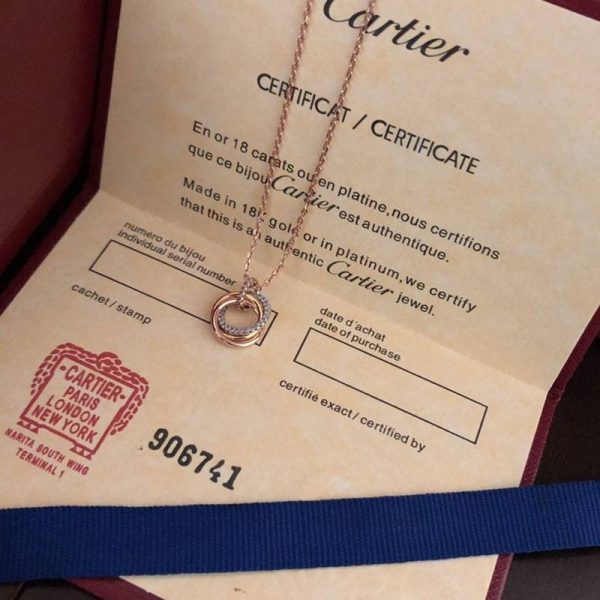 Cartier
CERTIFICAT / CERTIFICATE
En or 18 carats ou en platine, nous certifions
que ce bijou Cartier est authentique.
Made in 18K gold or in platinum, we certify
that this is an authentic Cartier jewel.
numéro du bijou
individual serial number
cachet / stamp
date d'achat
date of purchase
certifié exact / certified by
CARTIER
PARIS
LONDON
NEW YORK
NARITA SOUTH WING
TERMINAL 1
906741